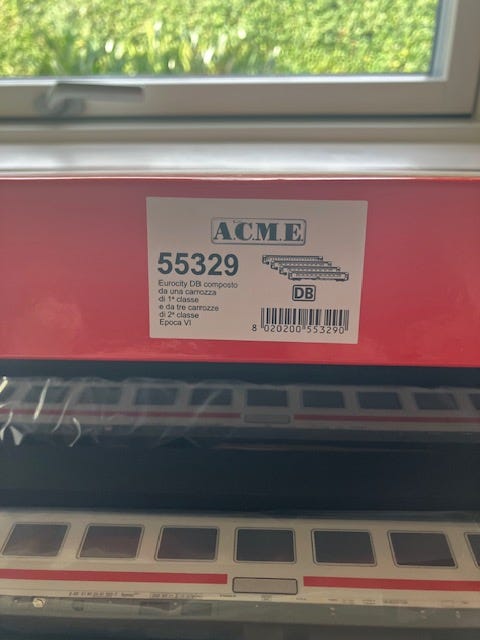 A.C.M.E.
55329
Eurocity DB composto
da una carrozza
di 1ª classe
e da tre carrozze
di 2ª classe
Epoca VI
DB
8 020200 553290